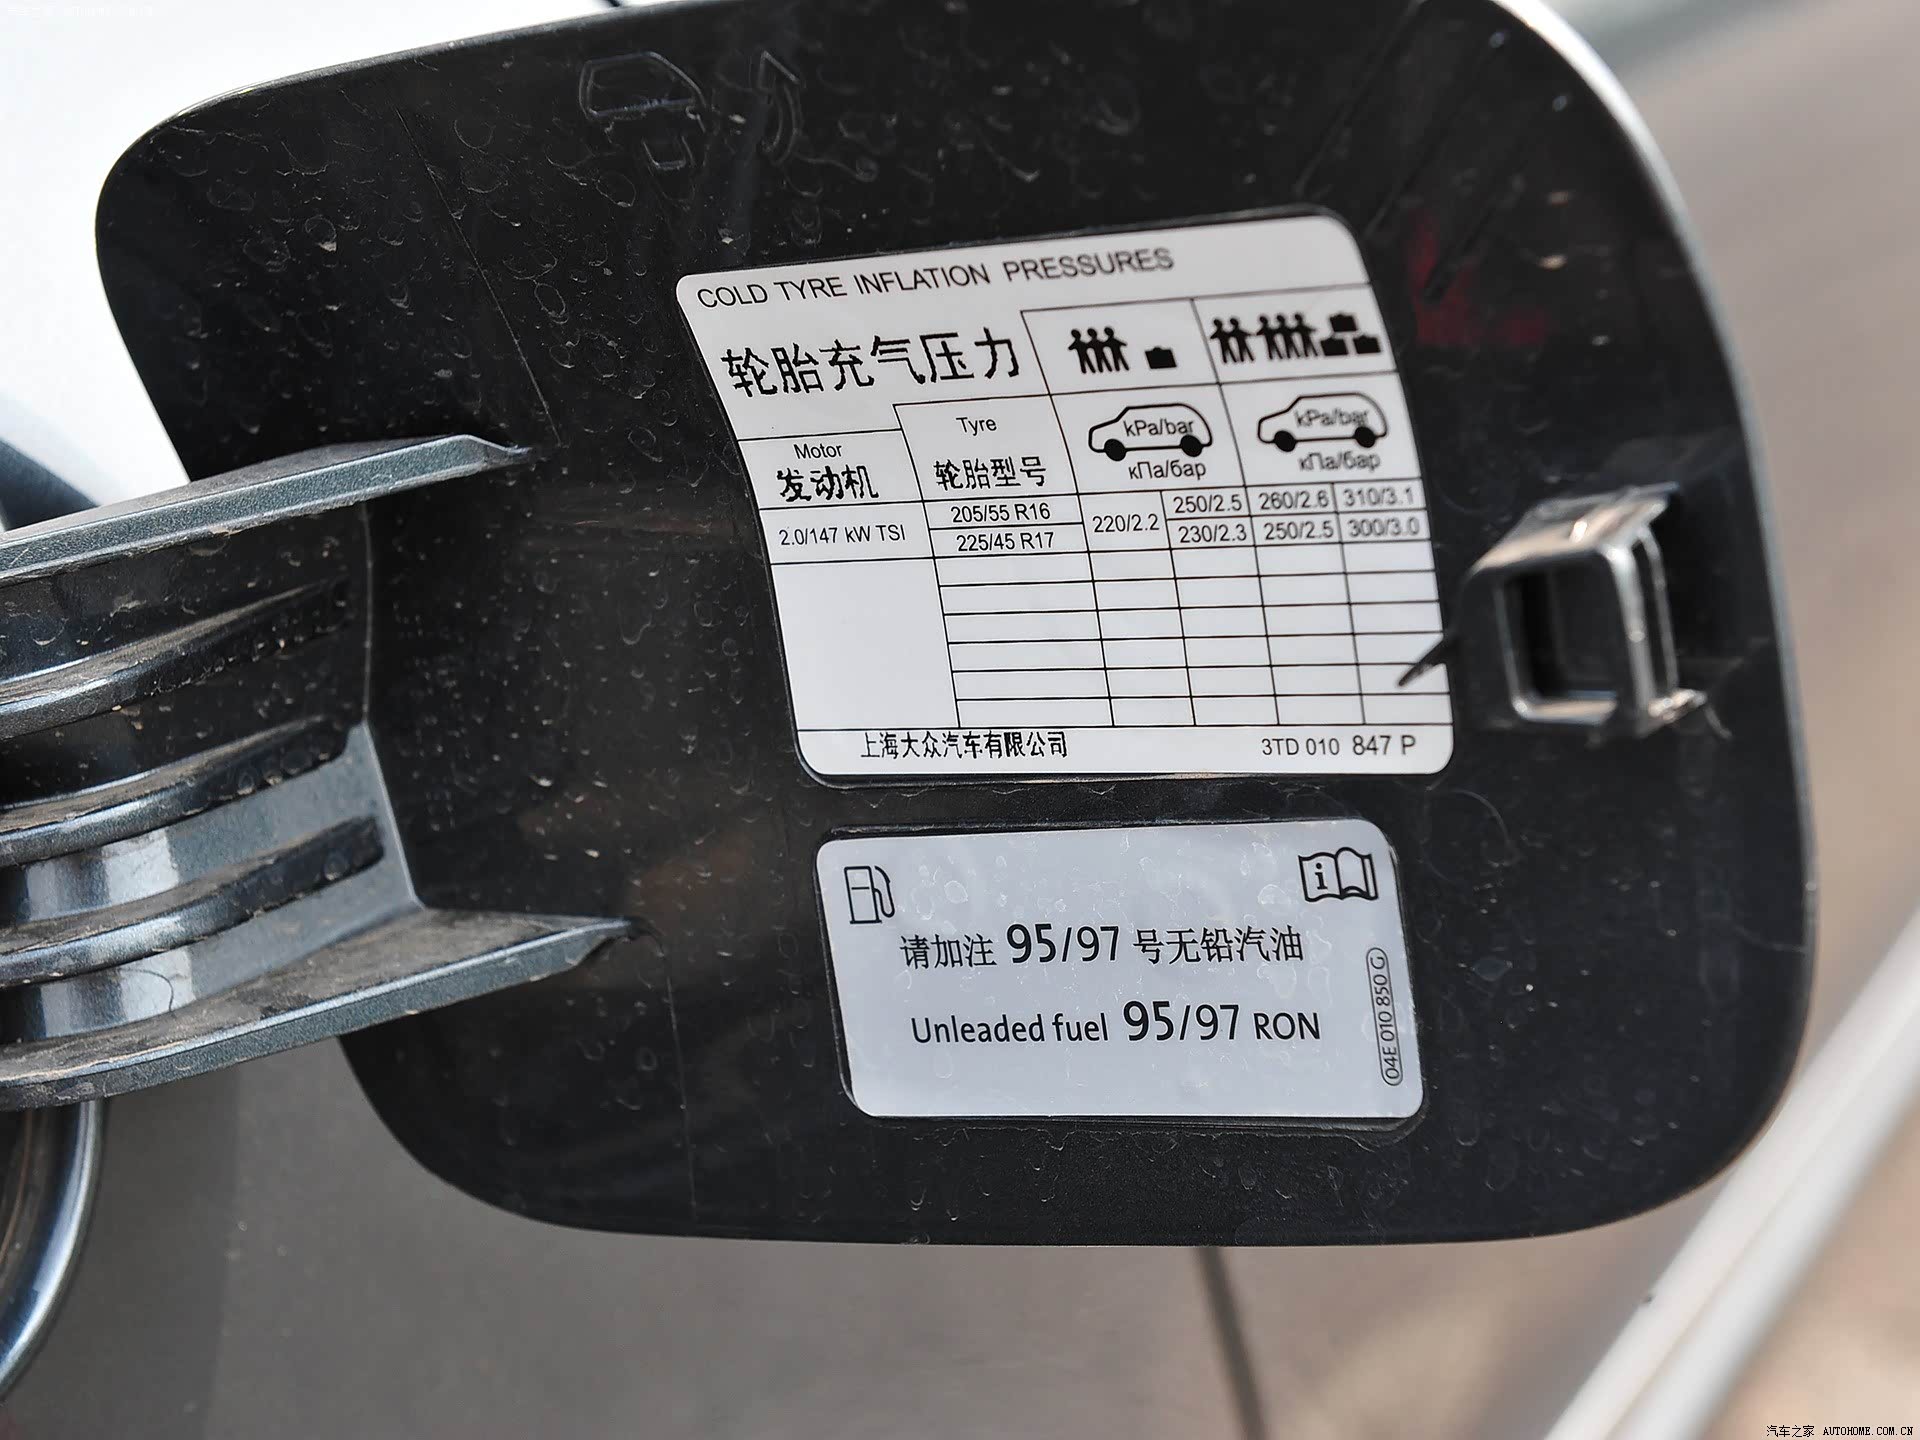 COLD TYRE INFLATION PRESSURES
轮胎充气压力
Motor
发动机
Tyre
轮胎型号
kPa/bar
кПа/бар
kPa/bar
кПа/бар
2.0/147 kW TSI
205/55 R16
225/45 R17
220/2.2
250/2.5 260/2.6 310/3.1
230/2.3 250/2.5 300/3.0
上海大众汽车有限公司
3TD 010 847 P
请加注 95/97 号无铅汽油
Unleaded fuel 95/97 RON
04E 010 850 G
汽车之家 AUTOHOME.COM.CN